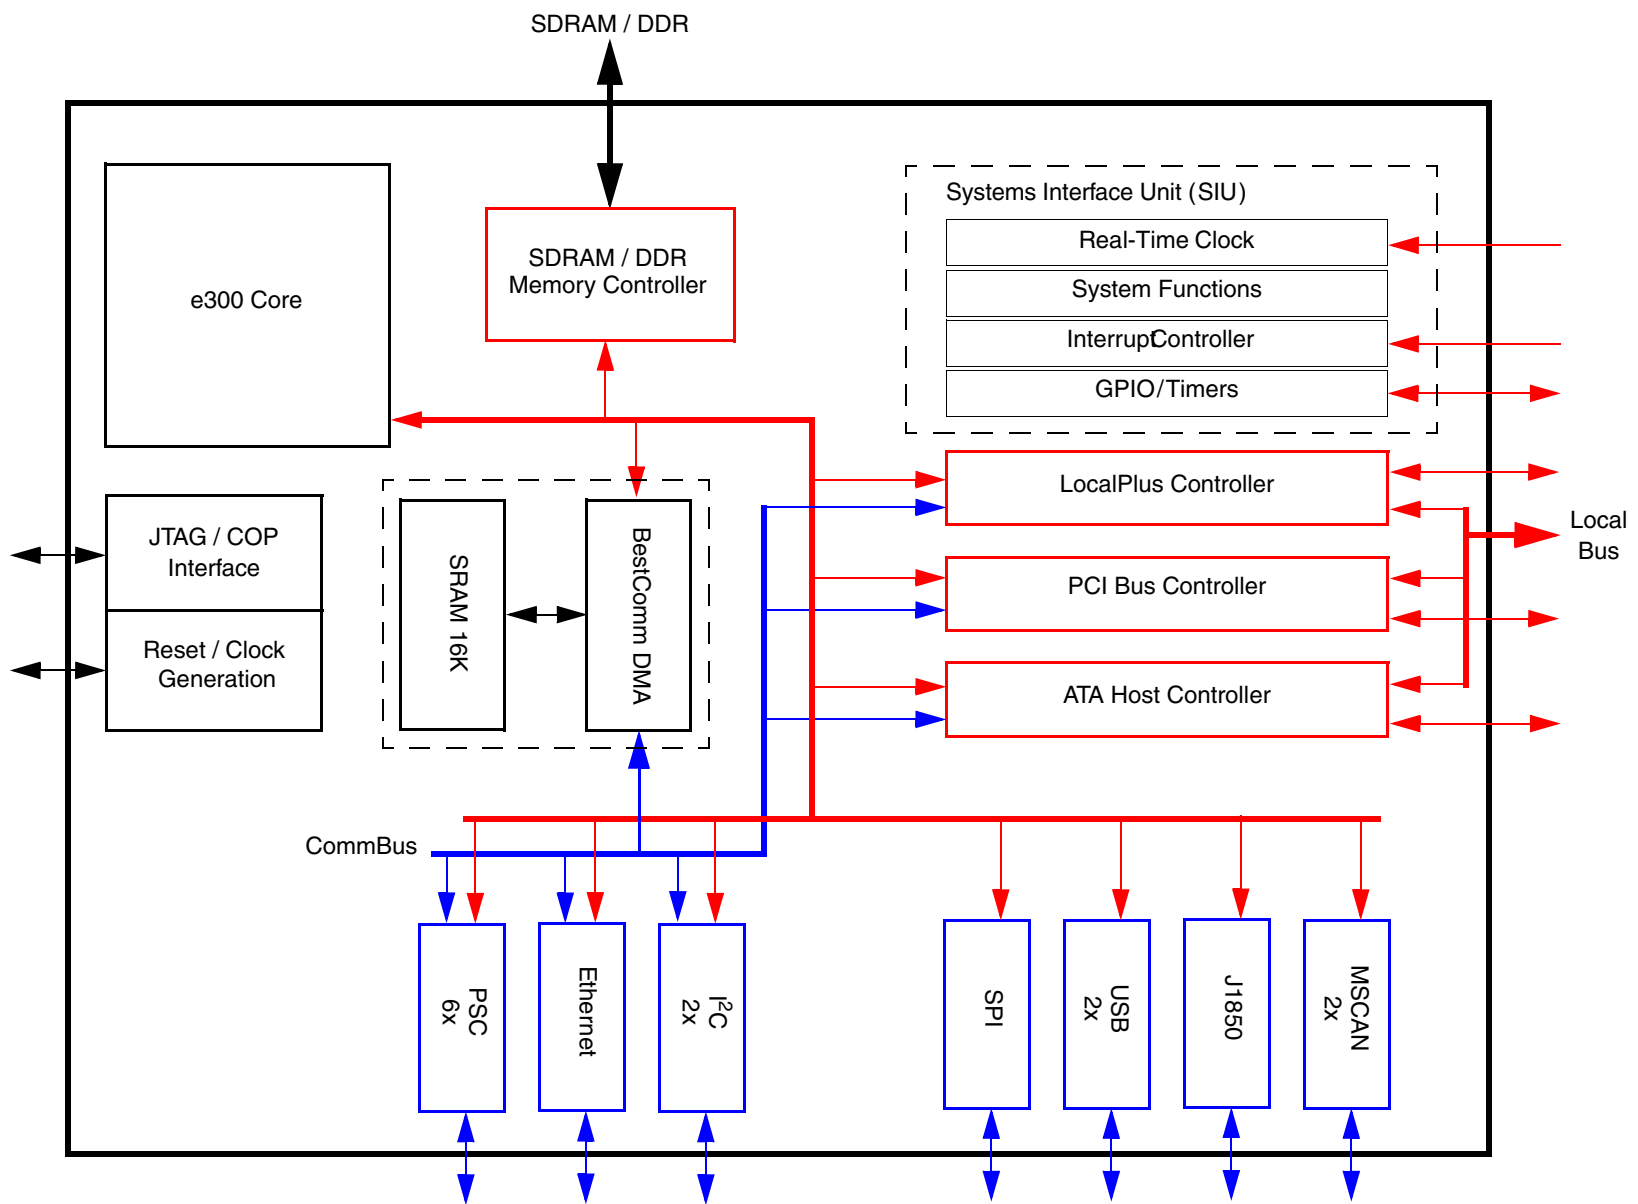 SDRAM / DDR
e300 Core
SDRAM / DDR
Memory Controller
Systems Interface Unit (SIU)
Real-Time Clock
System Functions
Interrupt Controller
GPIO/Timers
JTAG / COP
Interface
Reset / Clock
Generation
SRAM 16K
BestComm DMA
LocalPlus Controller
PCI Bus Controller
ATA Host Controller
Local
Bus
CommBus
PSC
6x
Ethernet
I²C
2x
SPI
USB
2x
J1850
MSCAN
2x